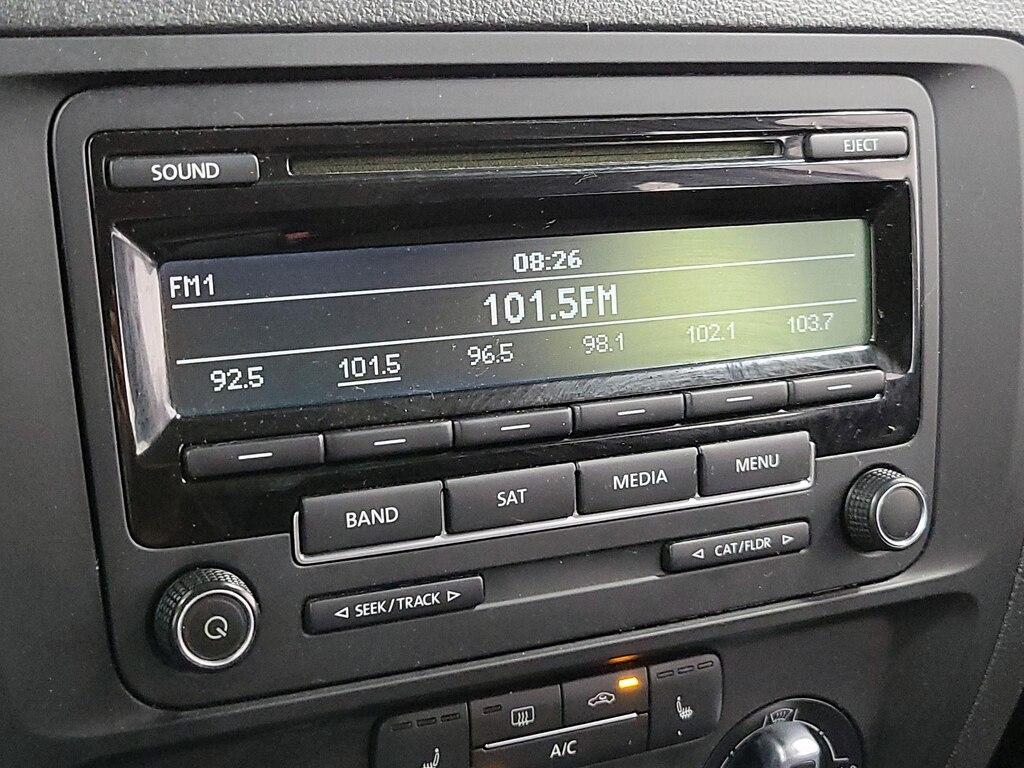 SOUND
EJECT
08:26
FM1
101.5FM
92.5 101.5 96.5 98.1 102.1 103.7
BAND SAT MEDIA MENU
SEEK/TRACK
CAT/FLDR
A/C